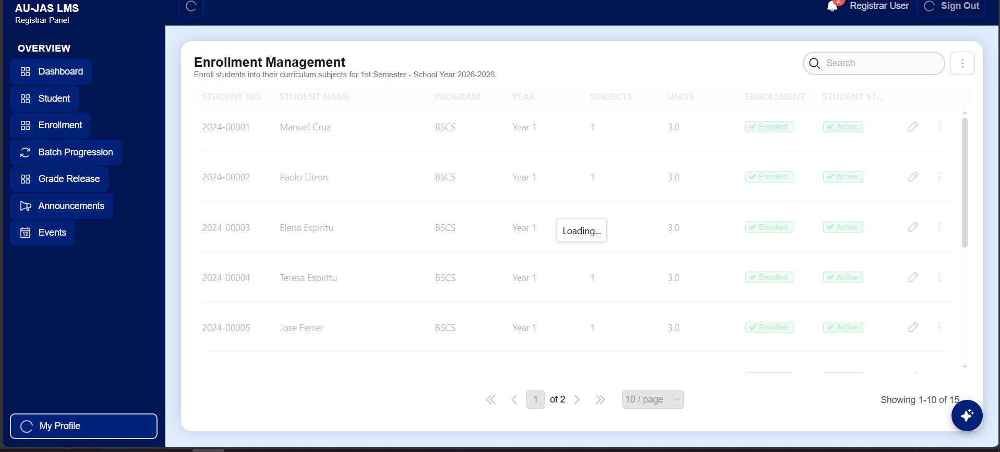 AU-JAS LMS
Registrar Panel
2
Registrar User
Sign Out
OVERVIEW
Dashboard
Student
Enrollment
Batch Progression
Grade Release
Announcements
12
Events
My Profile
Enrollment Management
Enroll students into their curriculum subjects for 1st Semester - School Year 2026-2026.
Search
STUDENT NO. STUDENT NAME PROGRAM YEAR SUBJECTS UNITS ENROLLMENT STUDENT ST...
2024-00001 Manuel Cruz BSCS Year 1 1 3.0 Enrolled Active
2024-00002 Paolo Dizon BSCS Year 1 1 3.0 Enrolled Active
2024-00003 Elena Espiritu BSCS Year 1 3.0 Enrolled Active
Loading...
2024-00004 Teresa Espiritu BSCS Year 1 1 3.0 Enrolled Active
2024-00005 Jose Ferrer BSCS Year 1 1 3.0 Enrolled Active
1 of 2 10 / page Showing 1-10 of 15